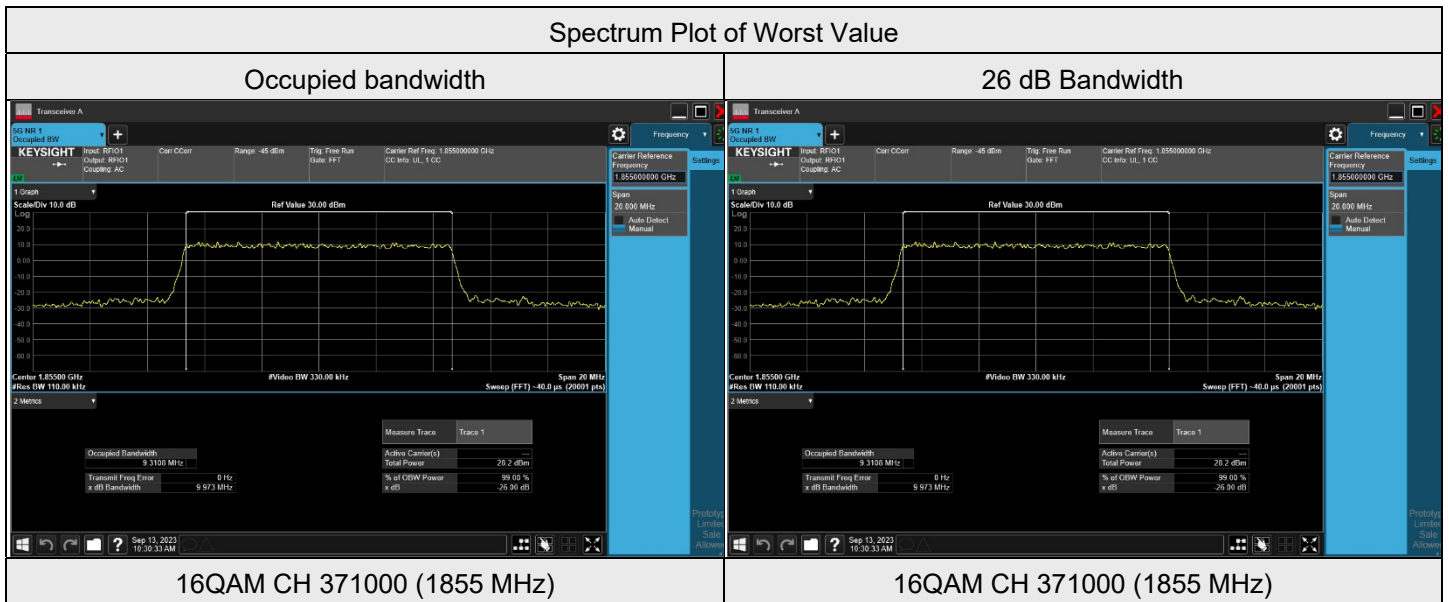 Spectrum Plot of Worst Value
Occupied bandwidth
26 dB Bandwidth
Transceiver A
5G NR 1
Occupied BW
+
Frequency
KEYSIGHT
Input: RFIO1
Output: RFIO1
Coupling: AC
Corr CCorr
Range: -45 dBm
Trig: Free Run
Gate: FFT
Carrier Ref Freq: 1.855000000 GHz
CC Info: UL, 1 CC
Carrier Reference
Frequency
1.855000000 GHz
Settings
Span
20.000 MHz
Auto Detect
Manual
1 Graph
Scale/Div 10.0 dB
Ref Value 30.00 dBm
Log
20.0
10.0
0.00
-10.0
-20.0
-30.0
-40.0
-50.0
-60.0
Center 1.85500 GHz
#Video BW 330.00 kHz
Span 20 MHz
#Res BW 110.00 kHz
Sweep (FFT) ~40.0 µs (20001 pts)
2 Metrics
Measure Trace Trace 1
Occupied Bandwidth
9.3108 MHz
Active Carrier(s) ---
Total Power 28.2 dBm
Transmit Freq Error 0 Hz
x dB Bandwidth 9.973 MHz
% of OBW Power 99.00 %
x dB -26.00 dB
Sep 13, 2023
10:30:33 AM
?
Transceiver A
5G NR 1
Occupied BW
+
Frequency
KEYSIGHT
Input: RFIO1
Output: RFIO1
Coupling: AC
Corr CCorr
Range: -45 dBm
Trig: Free Run
Gate: FFT
Carrier Ref Freq: 1.855000000 GHz
CC Info: UL, 1 CC
Carrier Reference
Frequency
1.855000000 GHz
Settings
Span
20.000 MHz
Auto Detect
Manual
1 Graph
Scale/Div 10.0 dB
Ref Value 30.00 dBm
Log
20.0
10.0
0.00
-10.0
-20.0
-30.0
-40.0
-50.0
-60.0
Center 1.85500 GHz
#Video BW 330.00 kHz
Span 20 MHz
#Res BW 110.00 kHz
Sweep (FFT) ~40.0 µs (20001 pts)
2 Metrics
Measure Trace Trace 1
Occupied Bandwidth
9.3108 MHz
Active Carrier(s) ---
Total Power 28.2 dBm
Transmit Freq Error 0 Hz
x dB Bandwidth 9.973 MHz
% of OBW Power 99.00 %
x dB -26.00 dB
Sep 13, 2023
10:30:33 AM
?
16QAM CH 371000 (1855 MHz)
16QAM CH 371000 (1855 MHz)